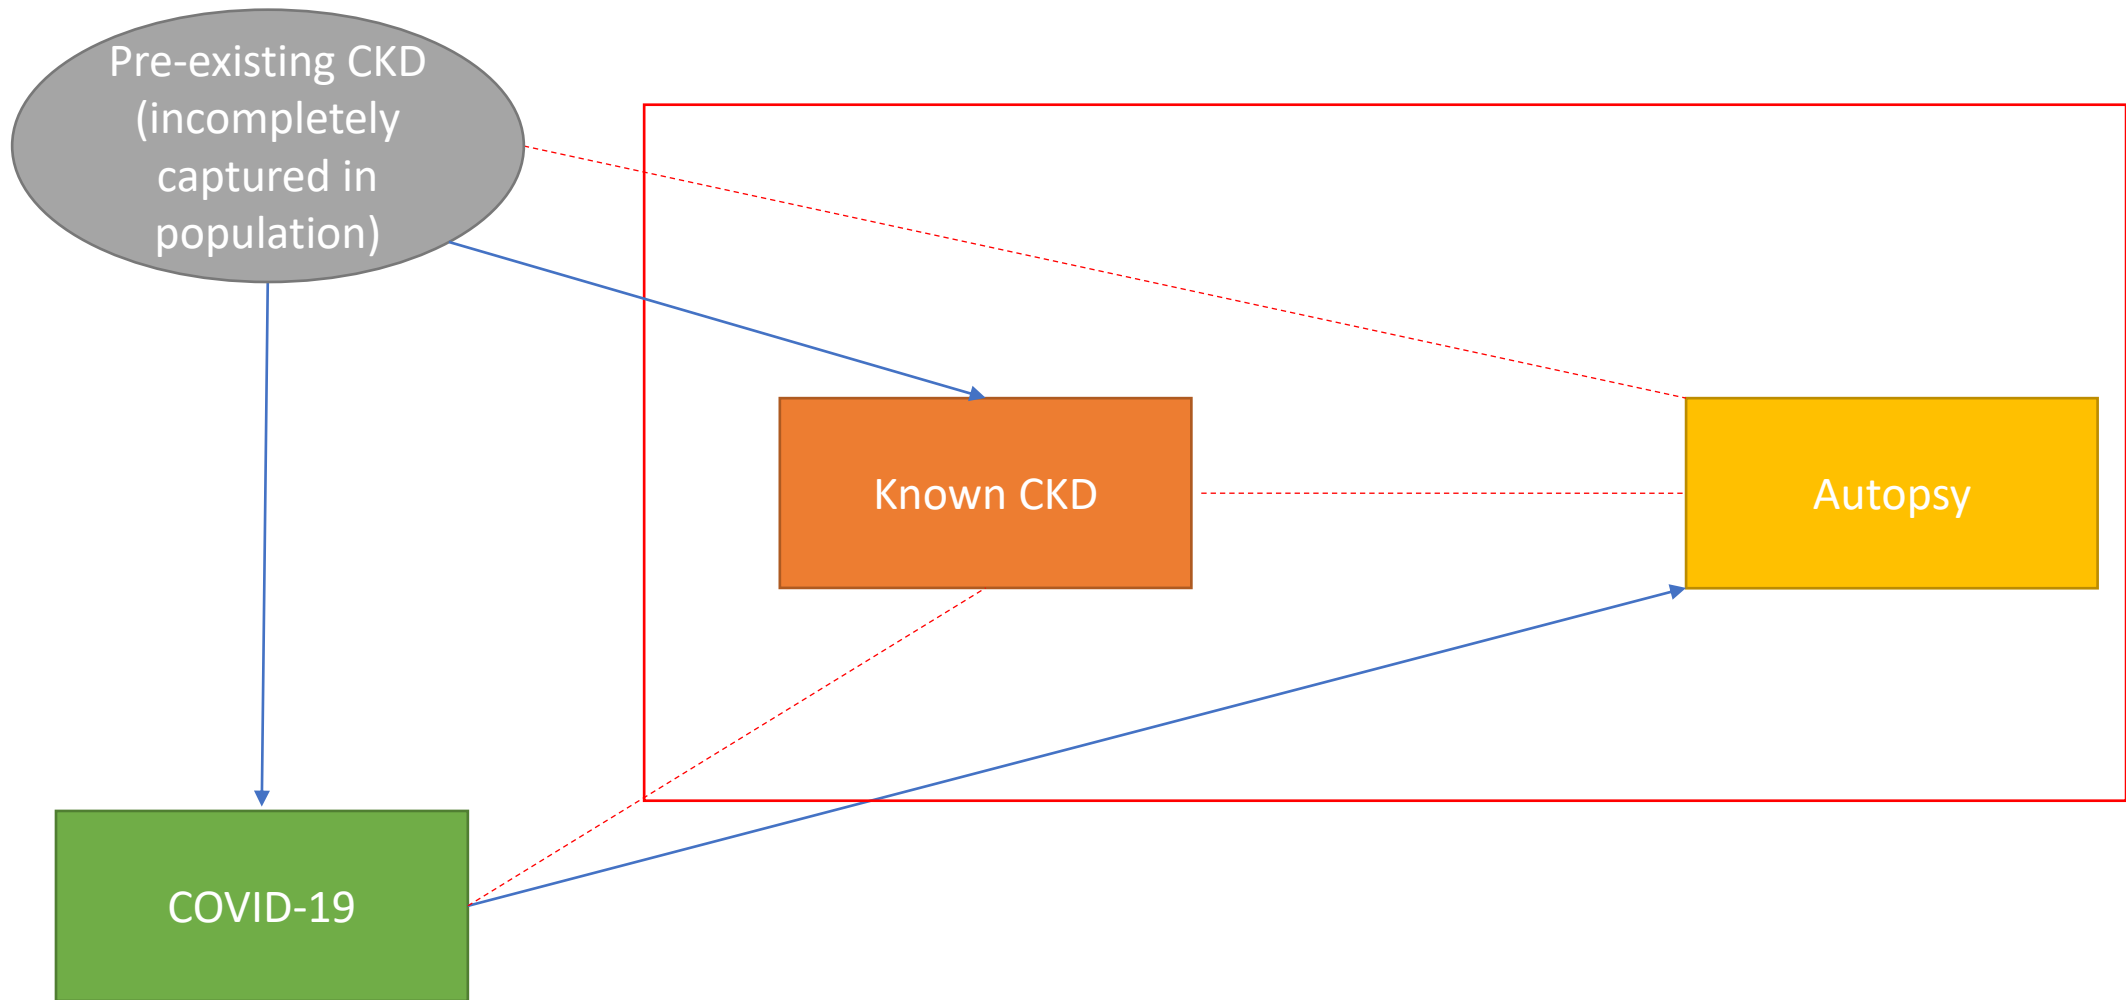 Pre-existing CKD
(incompletely
captured in
population)
Known CKD
Autopsy
COVID-19